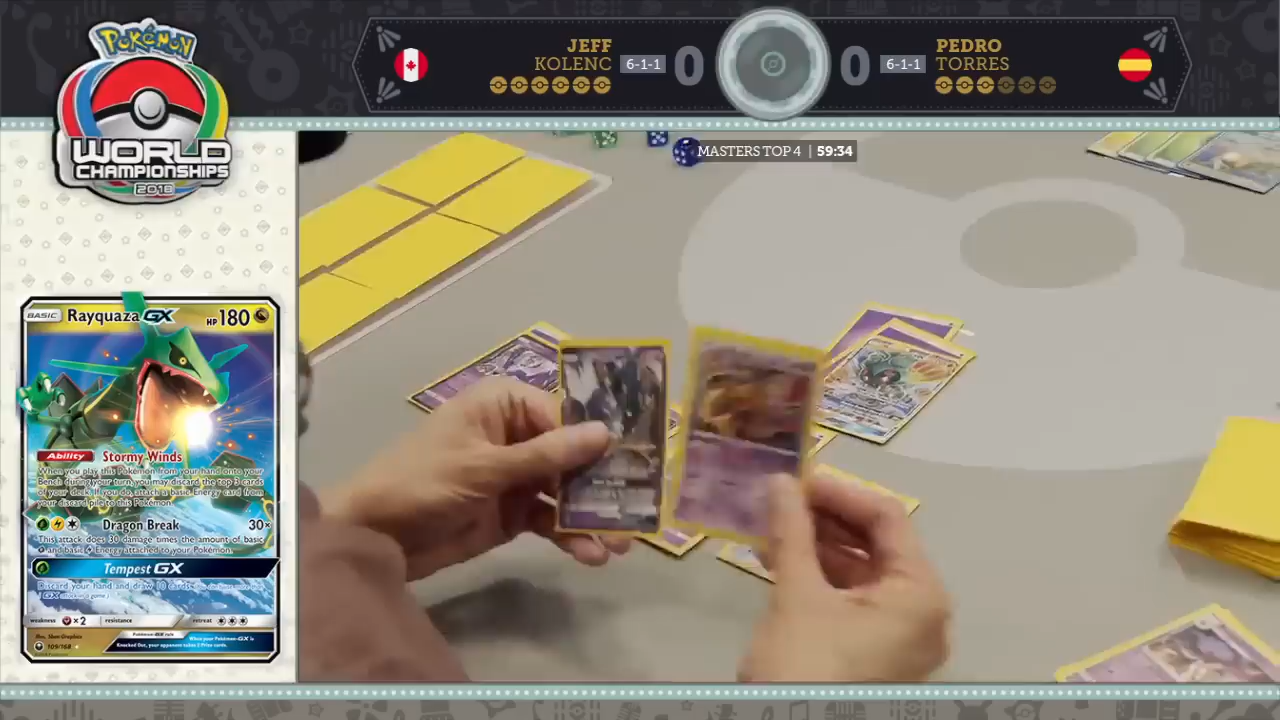 Pokémon
WORLD
CHAMPIONSHIPS
2018
JEFF
KOLENC
6-1-1
0
0
6-1-1
PEDRO
TORRES
MASTERS TOP 4 | 59:34
BASIC Rayquaza GX HP 180
Ability Stormy Winds
When you play this Pokémon from your hand onto your
Bench during your turn, you may discard the top 3 cards
of your deck. If you do, attach a basic Energy card from
your discard pile to this Pokémon.
Dragon Break 30×
This attack does 30 damage times the amount of basic
and basic Energy attached to your Pokémon.
Tempest GX
Discard your hand and draw 10 cards.
weakness ×2 resistance retreat
109/168